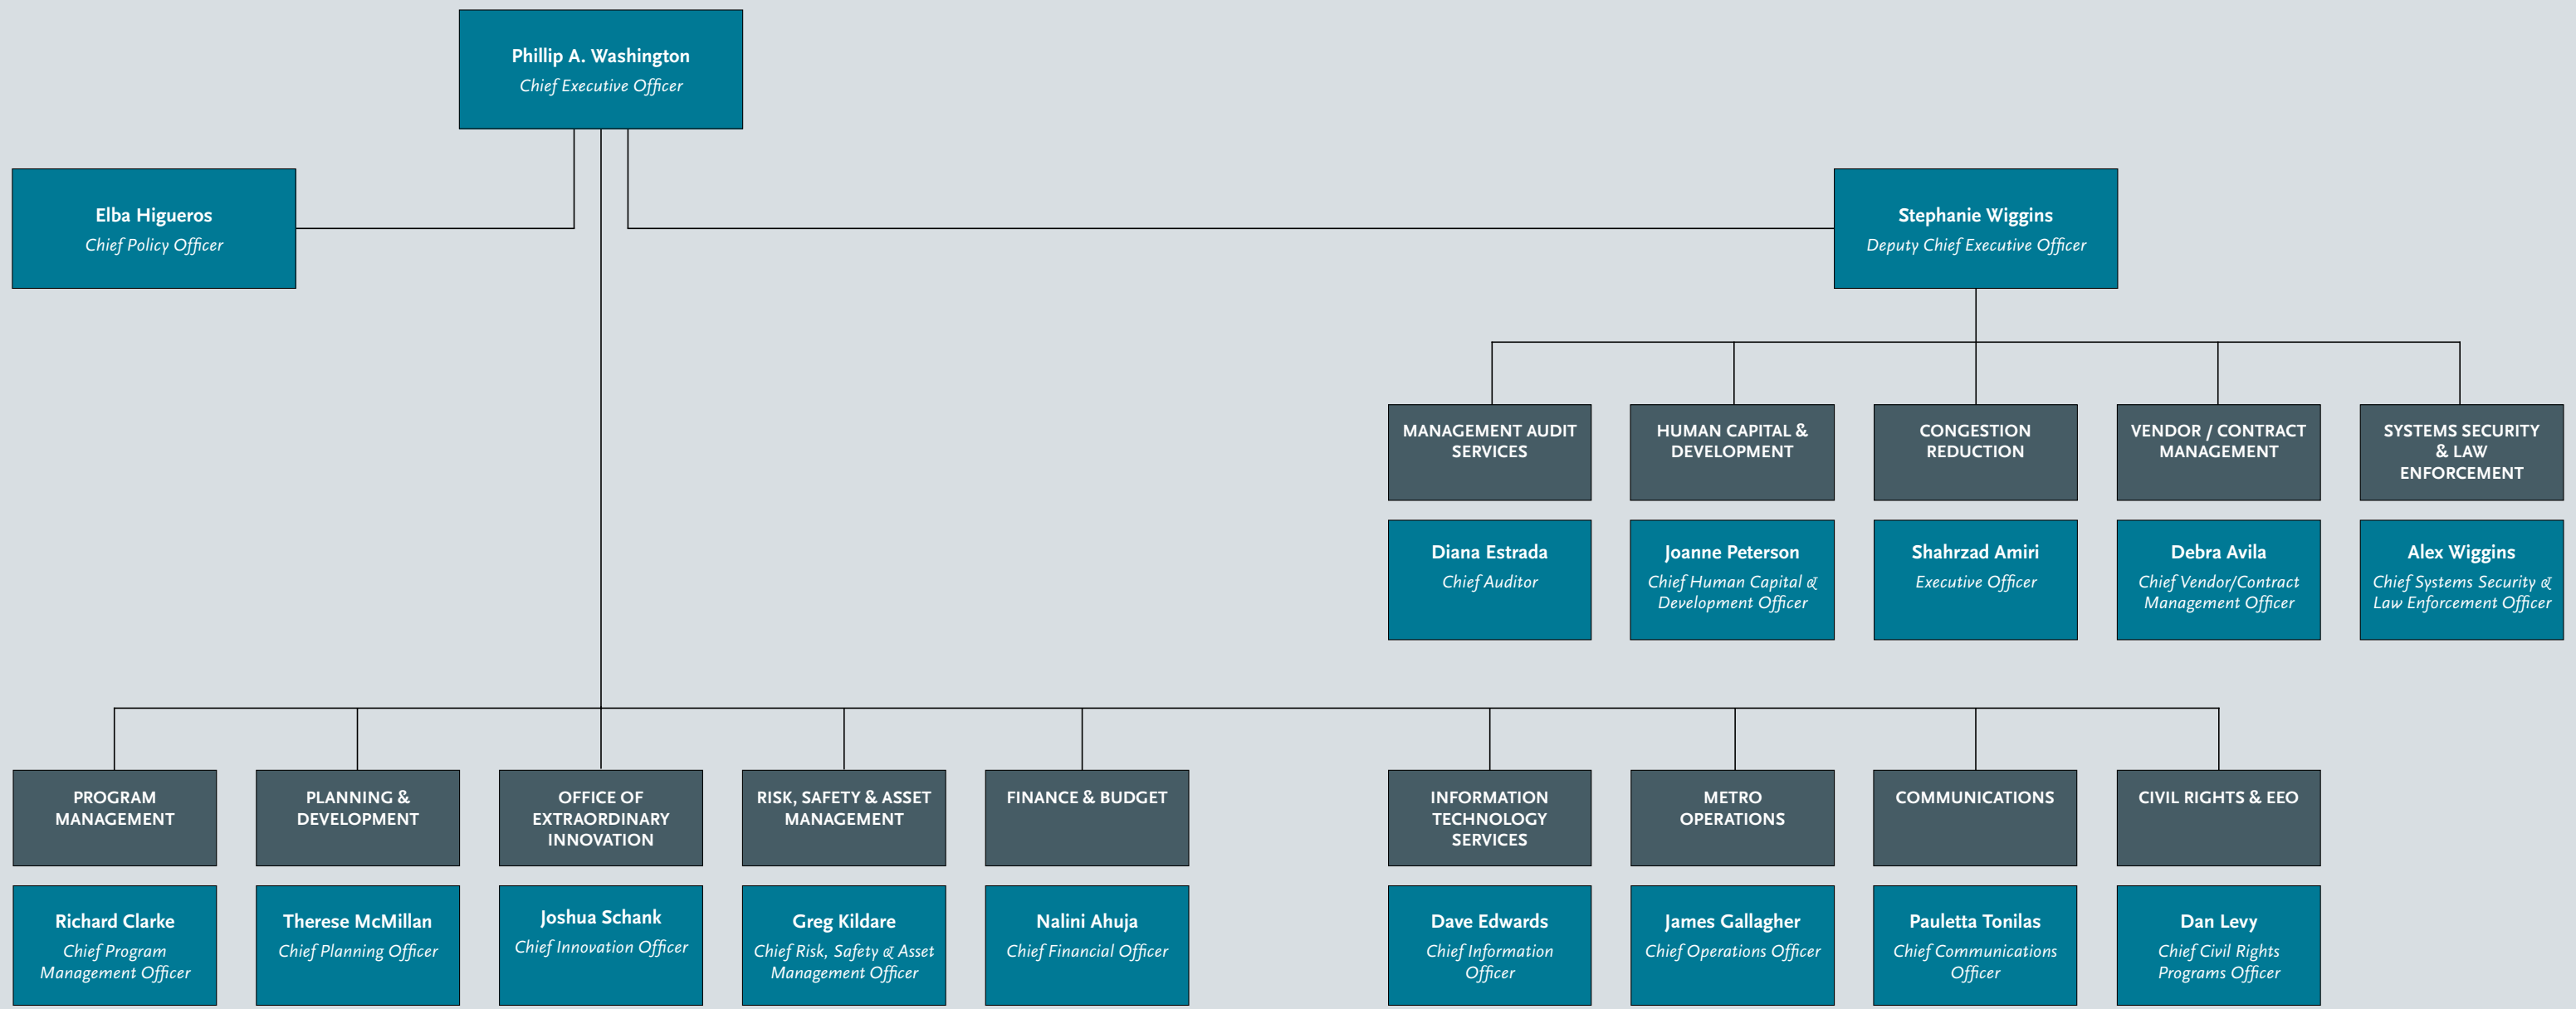 Phillip A. Washington
Chief Executive Officer
Elba Higueros
Chief Policy Officer
Stephanie Wiggins
Deputy Chief Executive Officer
MANAGEMENT AUDIT
SERVICES
Diana Estrada
Chief Auditor
HUMAN CAPITAL &
DEVELOPMENT
Joanne Peterson
Chief Human Capital &
Development Officer
CONGESTION
REDUCTION
Shahrzad Amiri
Executive Officer
VENDOR / CONTRACT
MANAGEMENT
Debra Avila
Chief Vendor/Contract
Management Officer
SYSTEMS SECURITY
& LAW
ENFORCEMENT
Alex Wiggins
Chief Systems Security &
Law Enforcement Officer
PROGRAM
MANAGEMENT
Richard Clarke
Chief Program
Management Officer
PLANNING &
DEVELOPMENT
Therese McMillan
Chief Planning Officer
OFFICE OF
EXTRAORDINARY
INNOVATION
Joshua Schank
Chief Innovation Officer
RISK, SAFETY & ASSET
MANAGEMENT
Greg Kildare
Chief Risk, Safety & Asset
Management Officer
FINANCE & BUDGET
Nalini Ahuja
Chief Financial Officer
INFORMATION
TECHNOLOGY
SERVICES
Dave Edwards
Chief Information
Officer
METRO
OPERATIONS
James Gallagher
Chief Operations Officer
COMMUNICATIONS
Pauletta Tonilas
Chief Communications
Officer
CIVIL RIGHTS & EEO
Dan Levy
Chief Civil Rights
Programs Officer